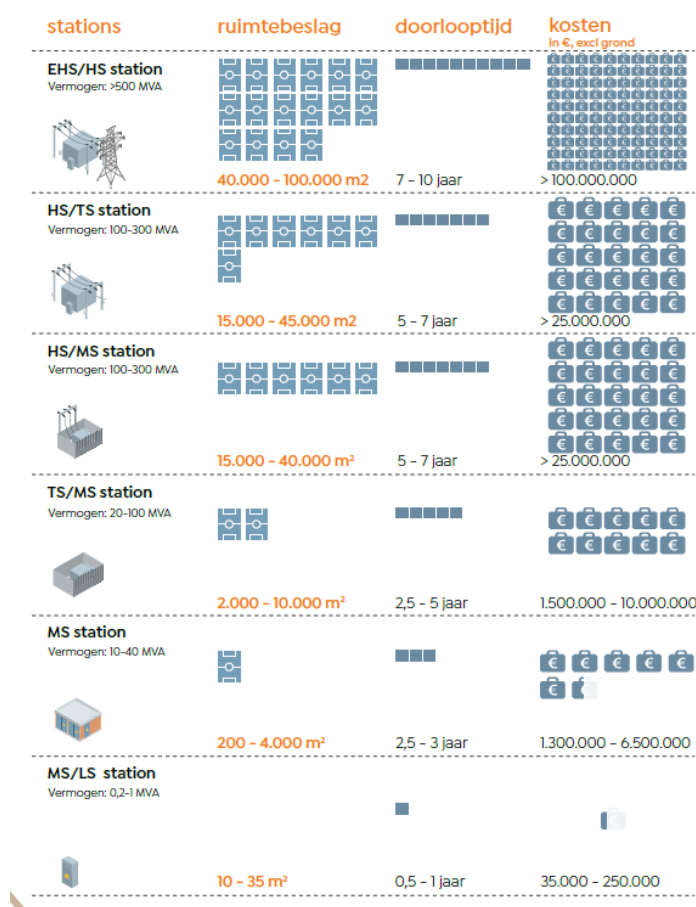 stations ruimtebeslag doorlooptijd kosten
in €, excl grond
EHS/HS station
Vermogen: >500 MVA
40.000 - 100.000 m2 7 - 10 jaar > 100.000.000
HS/TS station
Vermogen: 100-300 MVA
15.000 - 45.000 m2 5 - 7 jaar > 25.000.000
HS/MS station
Vermogen: 100-300 MVA
15.000 - 40.000 m² 5 - 7 jaar > 25.000.000
TS/MS station
Vermogen: 20-100 MVA
2.000 - 10.000 m² 2,5 - 5 jaar 1.500.000 - 10.000.000
MS station
Vermogen: 10-40 MVA
200 - 4.000 m² 2,5 - 3 jaar 1.300.000 - 6.500.000
MS/LS station
Vermogen: 0,2-1 MVA
10 - 35 m² 0,5 - 1 jaar 35.000 - 250.000